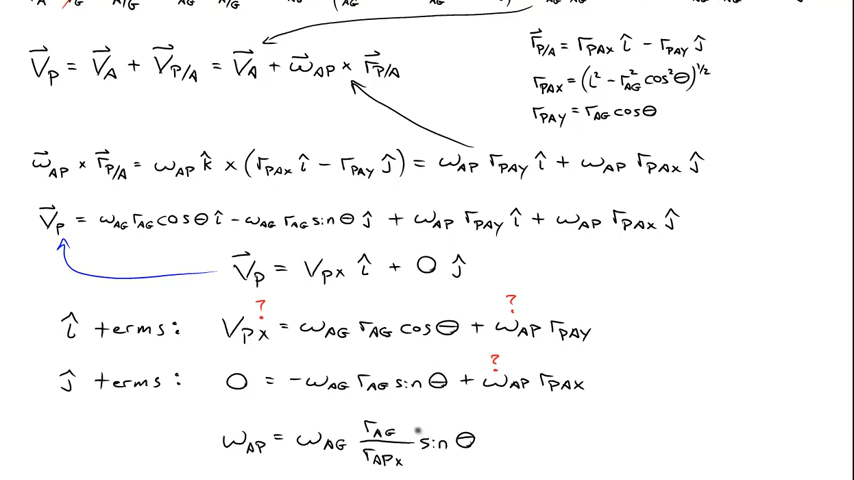 V⃗P = V⃗A + V⃗P/A = V⃗A + ω⃗AP × r⃗P/A
r⃗P/A = rPAX î − rPAY ĵ
rPAX = (l² − r²AG cos²θ)^1/2
rPAY = rAG cosθ
ω⃗AP × r⃗P/A = ωAP k̂ × (rPAX î − rPAY ĵ) = ωAP rPAY î + ωAP rPAX ĵ
V⃗P = ωAG rAG cosθ î − ωAG rAG sinθ ĵ + ωAP rPAY î + ωAP rPAX ĵ
V⃗P = VPX î + 0 ĵ
? ?
î terms: VPX = ωAG rAG cosθ + ωAP rPAY
?
ĵ terms: 0 = −ωAG rAG sinθ + ωAP rPAX
ωAP = ωAG rAG/rAPX sinθ